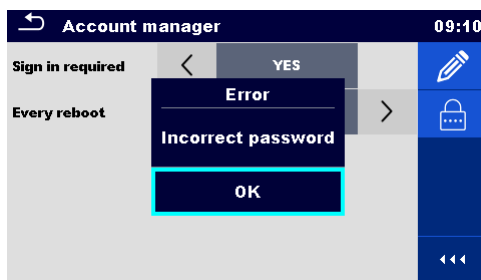 Account manager 09:10
Sign in required YES
Error
Every reboot
Incorrect password
OK